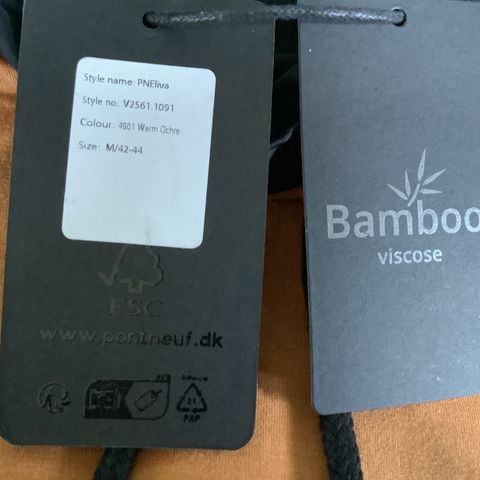 Style name: PNEliva
Style no: V2561.1091
Colour: 4901 Warm Ochre
Size: M/42-44
FSC
www.pontneuf.dk
21
PAP
Bamboo
viscose